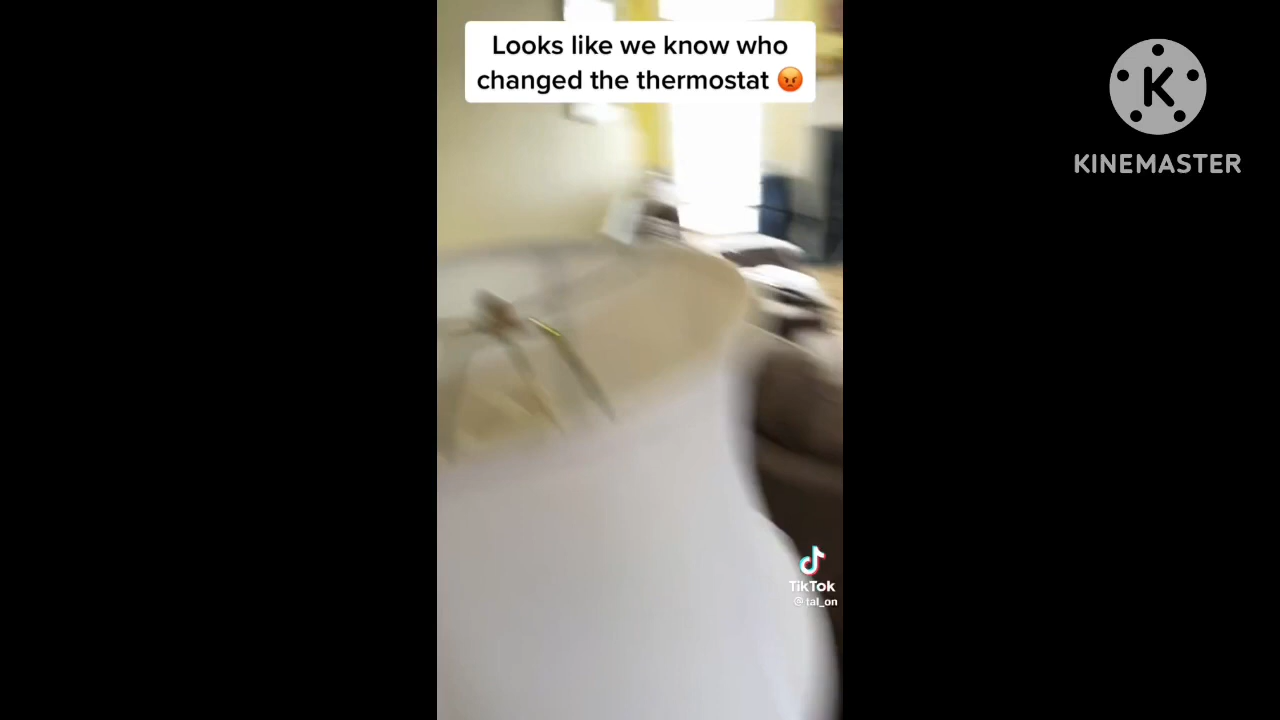 Looks like we know who
changed the thermostat 😡
K
KINEMASTER
TikTok
@tal_on